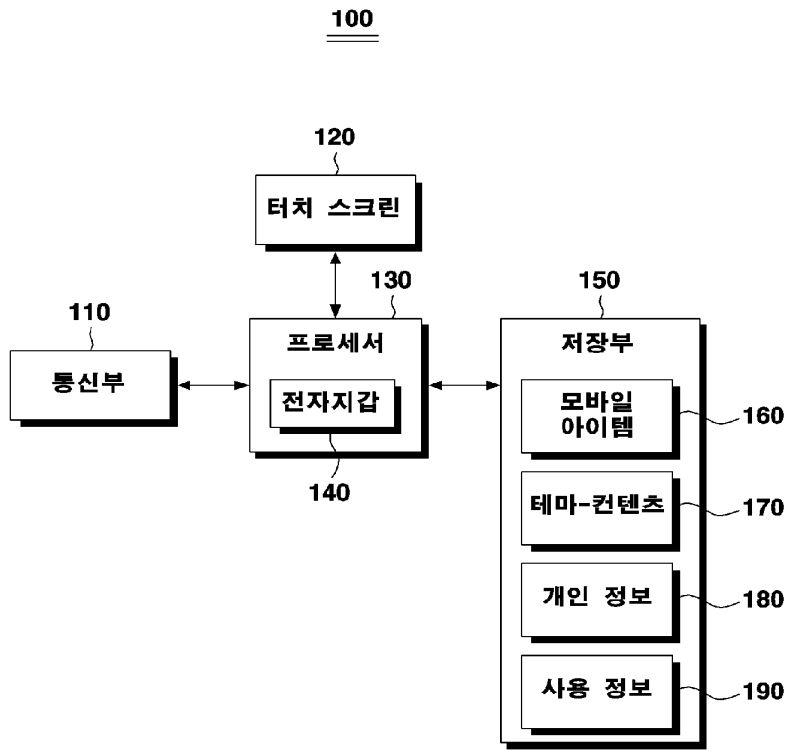 100
120
터치 스크린
130
프로세서
전자지갑
140
110
통신부
150
저장부
모바일
아이템
160
테마-컨텐츠
170
개인 정보
180
사용 정보
190